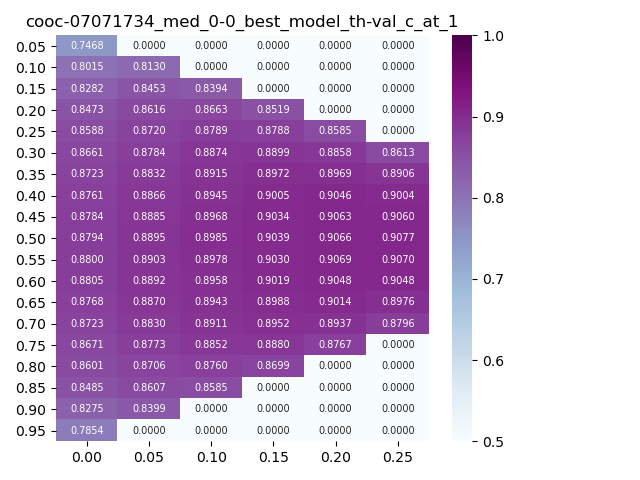 cooc-07071734_med_0-0_best_model_th-val_c_at_1
0.05 0.7468 0.0000 0.0000 0.0000 0.0000 0.0000
0.10 0.8015 0.8130 0.0000 0.0000 0.0000 0.0000
0.15 0.8282 0.8453 0.8394 0.0000 0.0000 0.0000
0.20 0.8473 0.8616 0.8663 0.8519 0.0000 0.0000
0.25 0.8588 0.8720 0.8789 0.8788 0.8585 0.0000
0.30 0.8661 0.8784 0.8874 0.8899 0.8858 0.8613
0.35 0.8723 0.8832 0.8915 0.8972 0.8969 0.8906
0.40 0.8761 0.8866 0.8945 0.9005 0.9046 0.9004
0.45 0.8784 0.8885 0.8968 0.9034 0.9063 0.9060
0.50 0.8794 0.8895 0.8985 0.9039 0.9066 0.9077
0.55 0.8800 0.8903 0.8978 0.9030 0.9069 0.9070
0.60 0.8805 0.8892 0.8958 0.9019 0.9048 0.9048
0.65 0.8768 0.8870 0.8943 0.8988 0.9014 0.8976
0.70 0.8723 0.8830 0.8911 0.8952 0.8937 0.8796
0.75 0.8671 0.8773 0.8852 0.8880 0.8767 0.0000
0.80 0.8601 0.8706 0.8760 0.8699 0.0000 0.0000
0.85 0.8485 0.8607 0.8585 0.0000 0.0000 0.0000
0.90 0.8275 0.8399 0.0000 0.0000 0.0000 0.0000
0.95 0.7854 0.0000 0.0000 0.0000 0.0000 0.0000
0.00 0.05 0.10 0.15 0.20 0.25
1.0
0.9
0.8
0.7
0.6
0.5